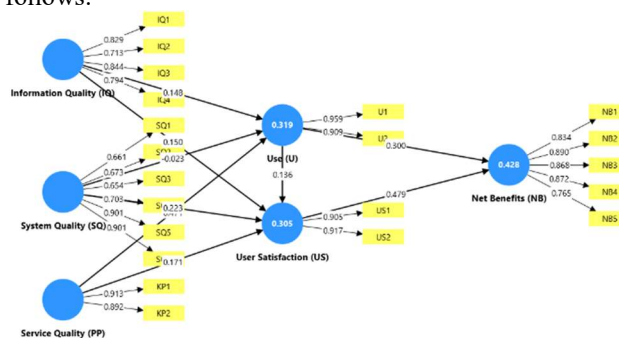 follows:
IQ1
0.829
IQ2
0.713
0.844
IQ3
0.794
0.148
Information Quality (IQ)
IQ4
SQ1
0.150
0.661
-0.023
0.673
0.654
SQ3
0.703
0.223
0.901
0.901
SQ5
System Quality (SQ)
0.171
0.913
KP1
0.892
KP2
Service Quality (PP)
0.319
Use (U)
0.959
U1
0.909
U2
0.300
0.136
0.305
User Satisfaction (US)
0.905
US1
0.917
US2
0.479
0.428
Net Benefits (NB)
0.834
NB1
0.890
NB2
0.868
NB3
0.872
NB4
0.765
NB5